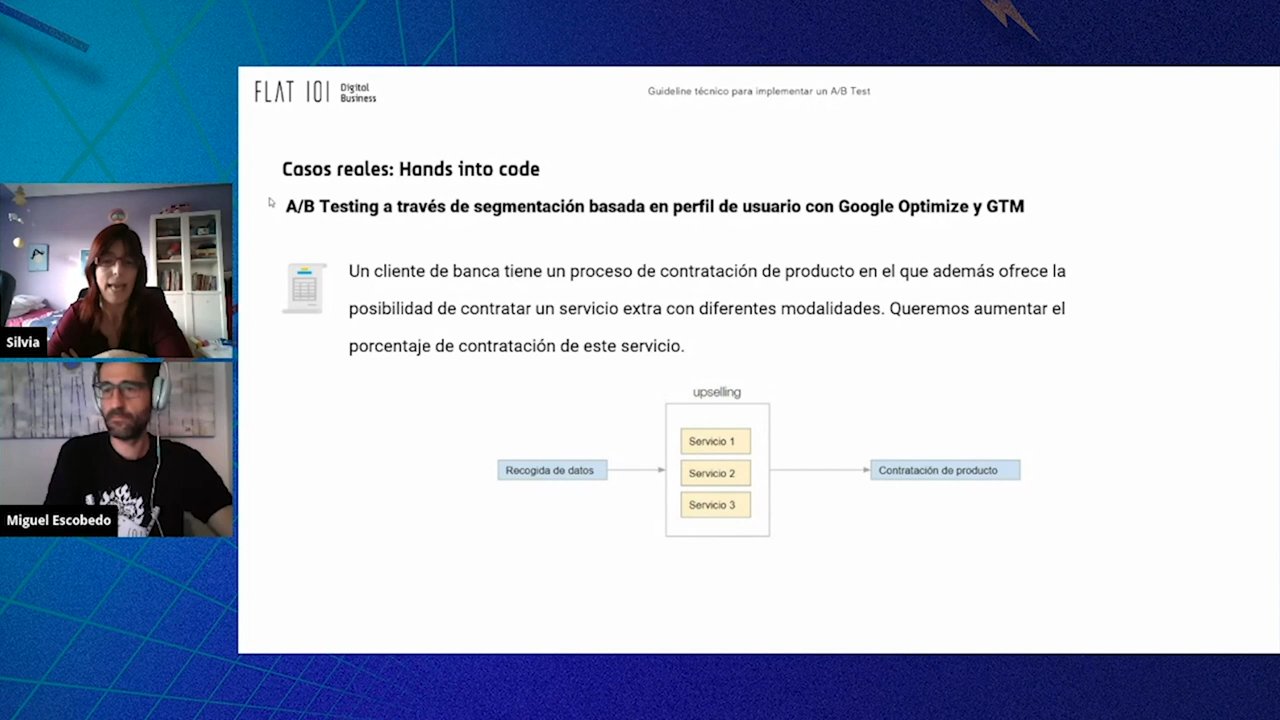 FLAT 101
Digital
Business
Guideline técnico para implementar un A/B Test
Casos reales: Hands into code
A/B Testing a través de segmentación basada en perfil de usuario con Google Optimize y GTM
Un cliente de banca tiene un proceso de contratación de producto en el que además ofrece la
posibilidad de contratar un servicio extra con diferentes modalidades. Queremos aumentar el
porcentaje de contratación de este servicio.
upselling
Servicio 1
Recogida de datos
Servicio 2
Contratación de producto
Servicio 3
Silvia
Miguel Escobedo